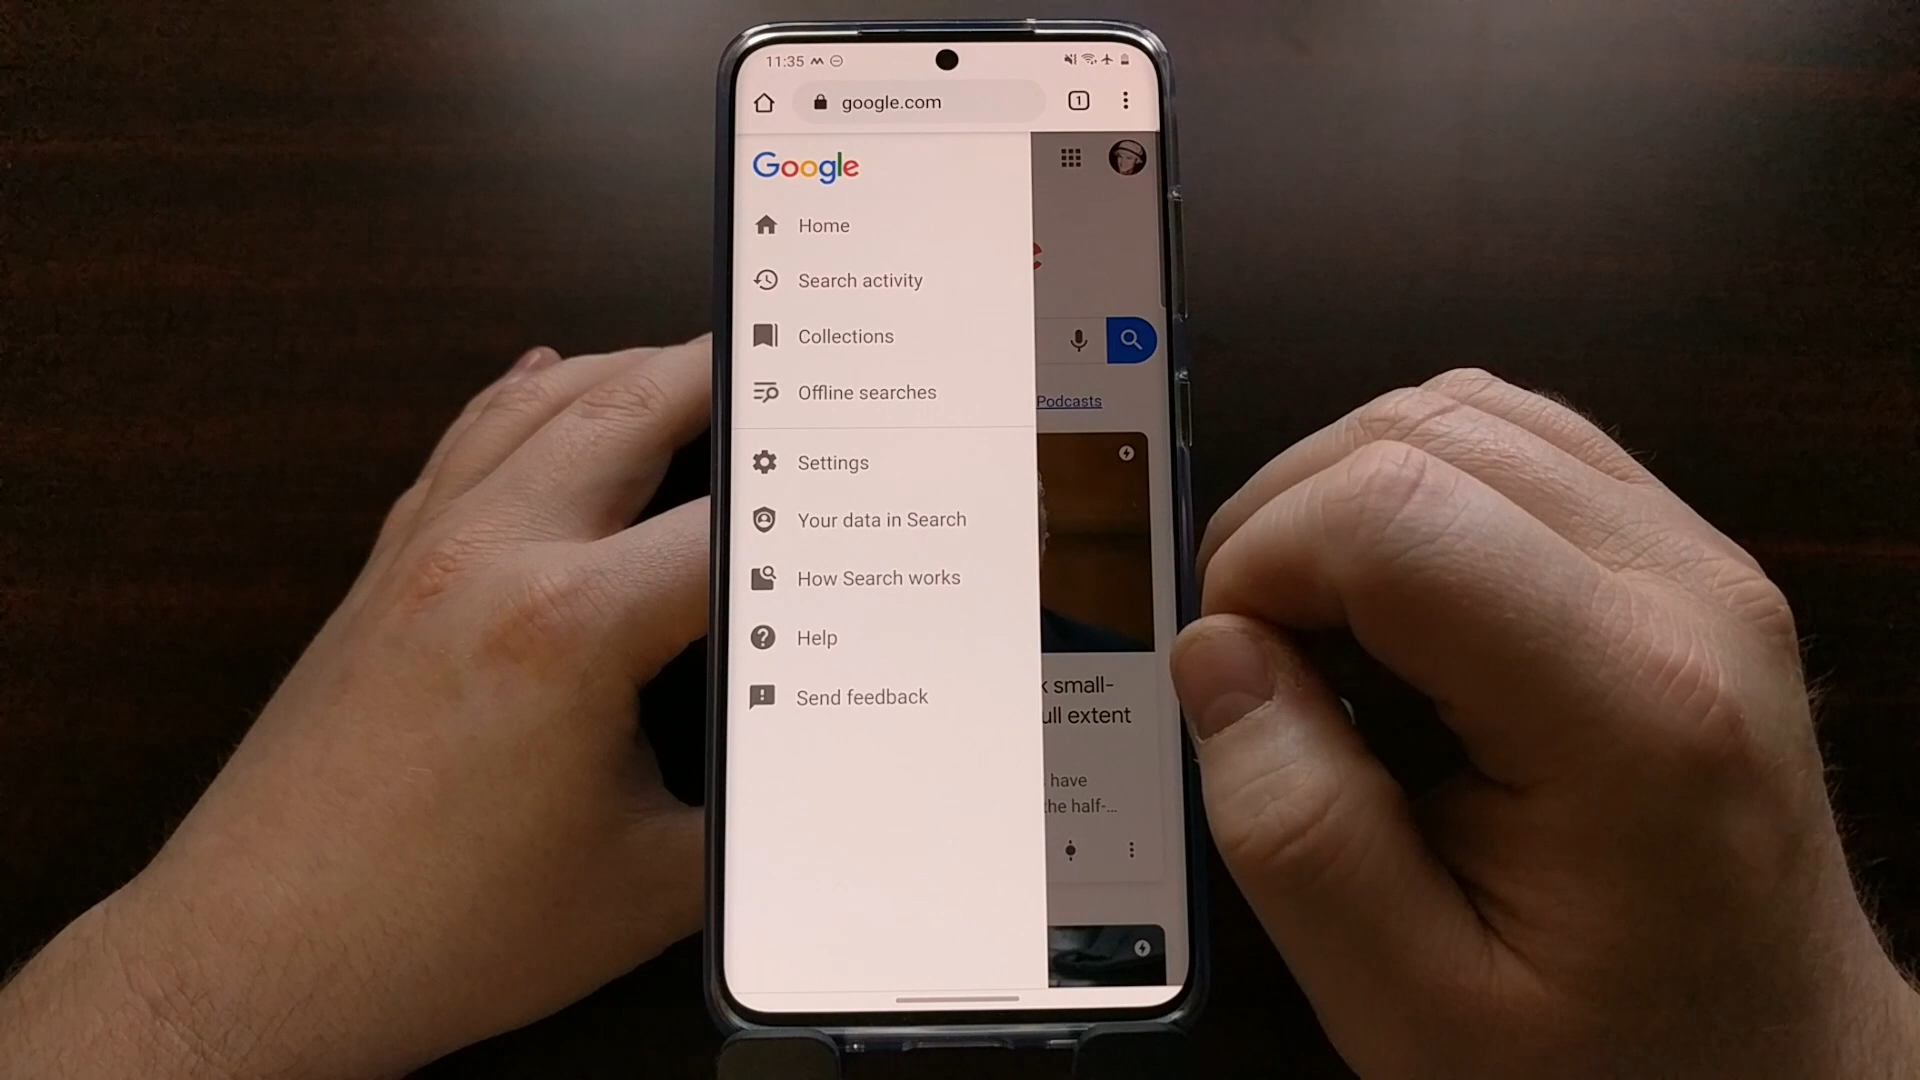 11:35
google.com
1
Google
Home
Search activity
Collections
Offline searches
Podcasts
Settings
Your data in Search
How Search works
Help
Send feedback
small-
extent
have
the half-...